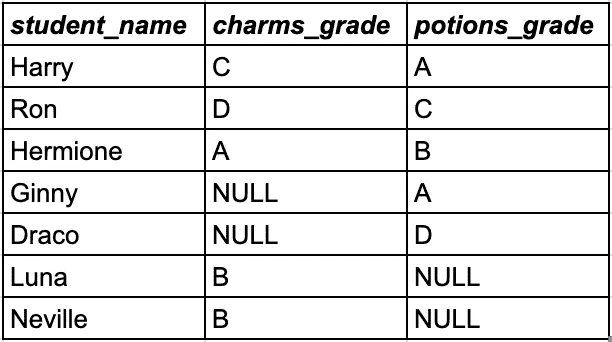 student_name charms_grade potions_grade
Harry C A
Ron D C
Hermione A B
Ginny NULL A
Draco NULL D
Luna B NULL
Neville B NULL